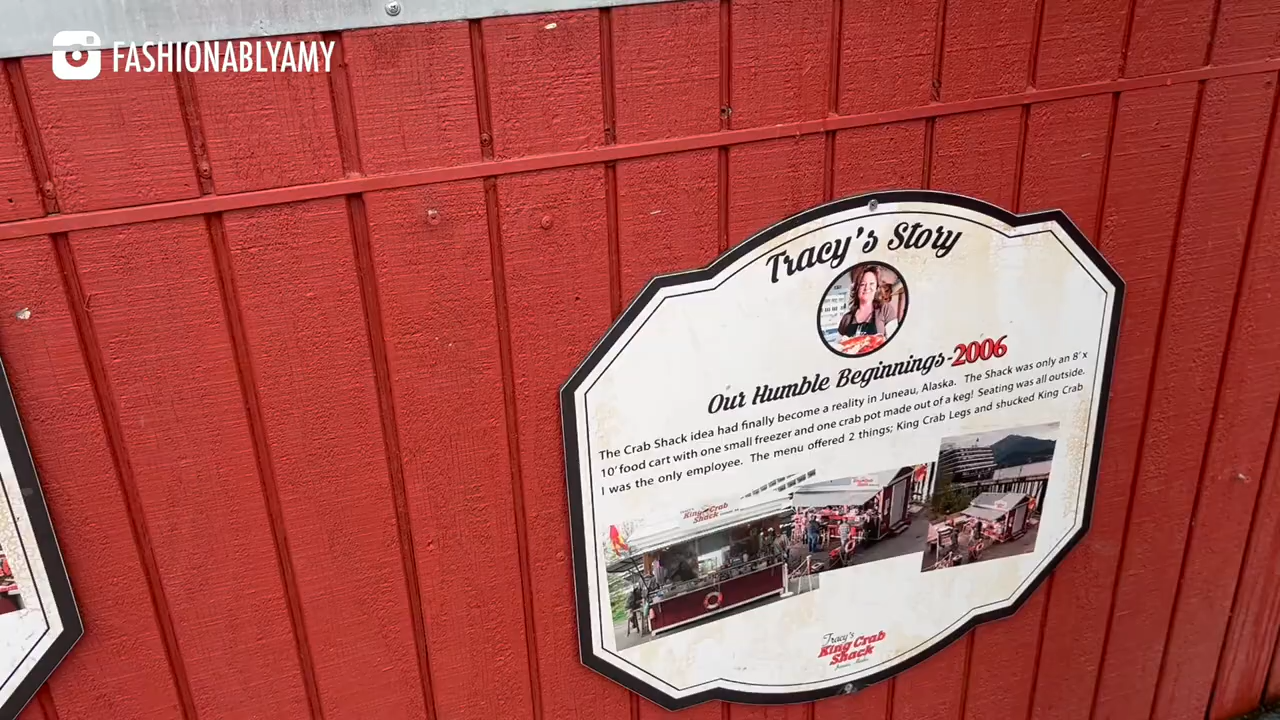 FASHIONABLYAMY
Tracy's Story
Our Humble Beginnings-2006
The Crab Shack idea had finally become a reality in Juneau, Alaska. The Shack was only an 8' x
10' food cart with one small freezer and one crab pot made out of a keg! Seating was all outside.
I was the only employee. The menu offered 2 things; King Crab Legs and shucked King Crab
King Crab
Shack
Tracy's
King Crab
Shack